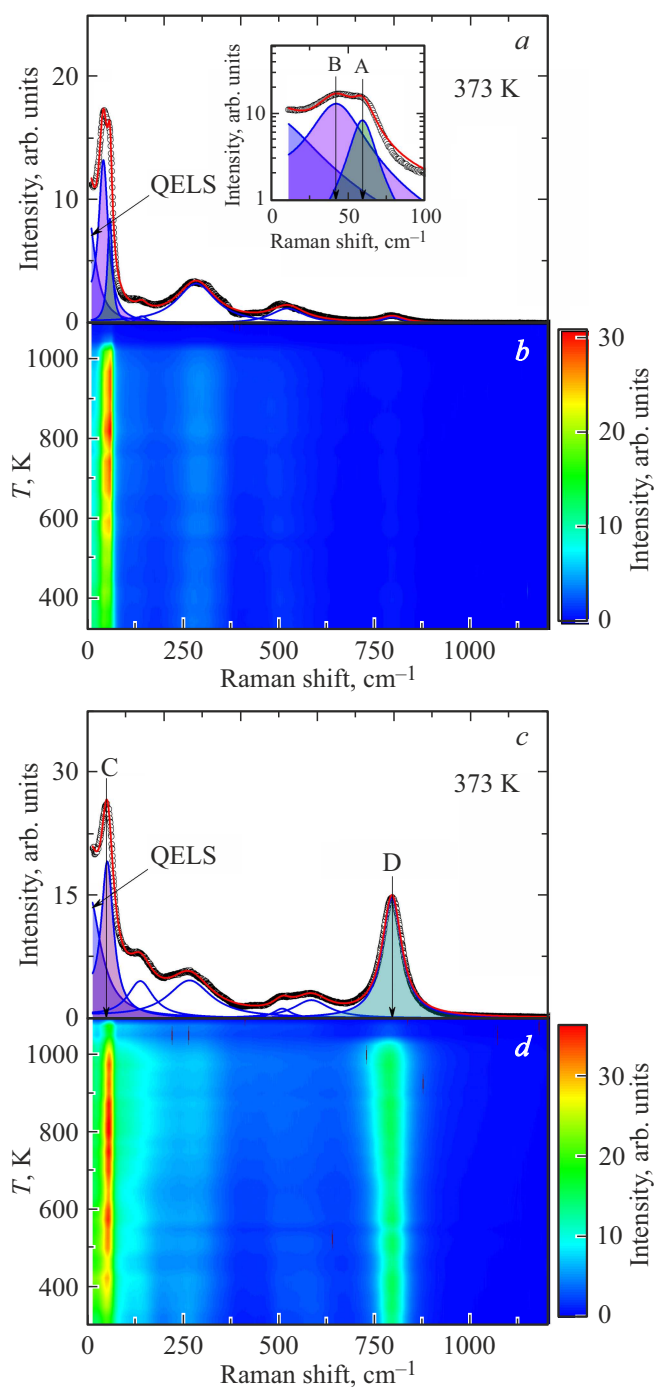 a
20
10
0
Intensity, arb. units
373 K
QELS
B
A
10
1
Intensity, arb. units
50
100
Raman shift, cm–1
b
1000
800
600
400
T, K
0
250
500
750
1000
Raman shift, cm–1
30
20
10
0
Intensity, arb. units
c
C
30
15
0
Intensity, arb. units
373 K
QELS
D
d
1000
800
600
400
T, K
0
250
500
750
1000
Raman shift, cm–1
30
20
10
0
Intensity, arb. units